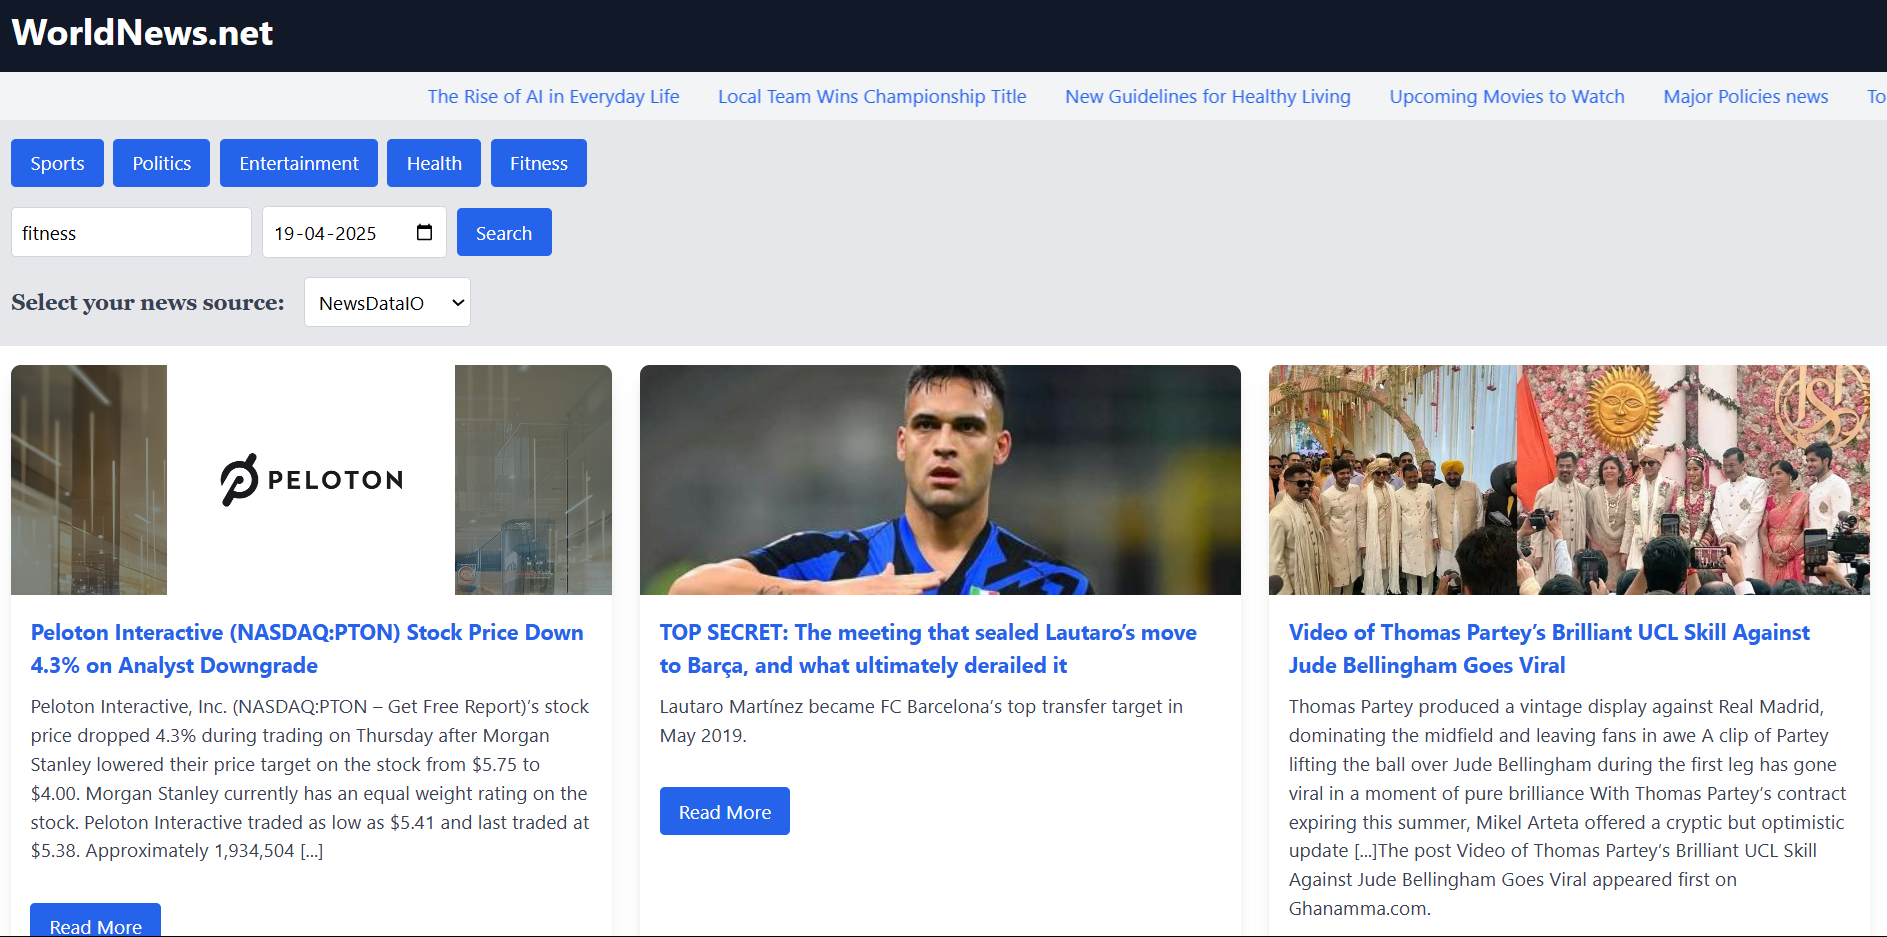 WorldNews.net
The Rise of AI in Everyday Life Local Team Wins Championship Title New Guidelines for Healthy Living Upcoming Movies to Watch Major Policies news To
Sports Politics Entertainment Health Fitness
fitness 19-04-2025 Search
Select your news source: NewsDataIO
PELOTON
Peloton Interactive (NASDAQ:PTON) Stock Price Down
4.3% on Analyst Downgrade
Peloton Interactive, Inc. (NASDAQ:PTON – Get Free Report)’s stock
price dropped 4.3% during trading on Thursday after Morgan
Stanley lowered their price target on the stock from $5.75 to
$4.00. Morgan Stanley currently has an equal weight rating on the
stock. Peloton Interactive traded as low as $5.41 and last traded at
$5.38. Approximately 1,934,504 [...]
Read More
TOP SECRET: The meeting that sealed Lautaro’s move
to Barça, and what ultimately derailed it
Lautaro Martínez became FC Barcelona’s top transfer target in
May 2019.
Read More
Video of Thomas Partey’s Brilliant UCL Skill Against
Jude Bellingham Goes Viral
Thomas Partey produced a vintage display against Real Madrid,
dominating the midfield and leaving fans in awe A clip of Partey
lifting the ball over Jude Bellingham during the first leg has gone
viral in a moment of pure brilliance With Thomas Partey’s contract
expiring this summer, Mikel Arteta offered a cryptic but optimistic
update [...]The post Video of Thomas Partey’s Brilliant UCL Skill
Against Jude Bellingham Goes Viral appeared first on
Ghanamma.com.